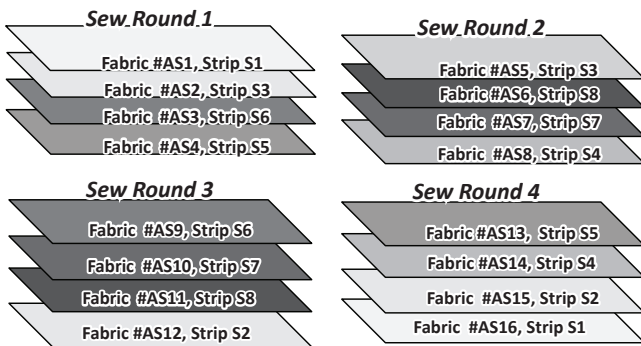 Sew Round 1
Fabric #AS1, Strip S1
Fabric #AS2, Strip S3
Fabric #AS3, Strip S6
Fabric #AS4, Strip S5
Sew Round 2
Fabric #AS5, Strip S3
Fabric #AS6, Strip S8
Fabric #AS7, Strip S7
Fabric #AS8, Strip S4
Sew Round 3
Fabric #AS9, Strip S6
Fabric #AS10, Strip S7
Fabric #AS11, Strip S8
Fabric #AS12, Strip S2
Sew Round 4
Fabric #AS13, Strip S5
Fabric #AS14, Strip S4
Fabric #AS15, Strip S2
Fabric #AS16, Strip S1